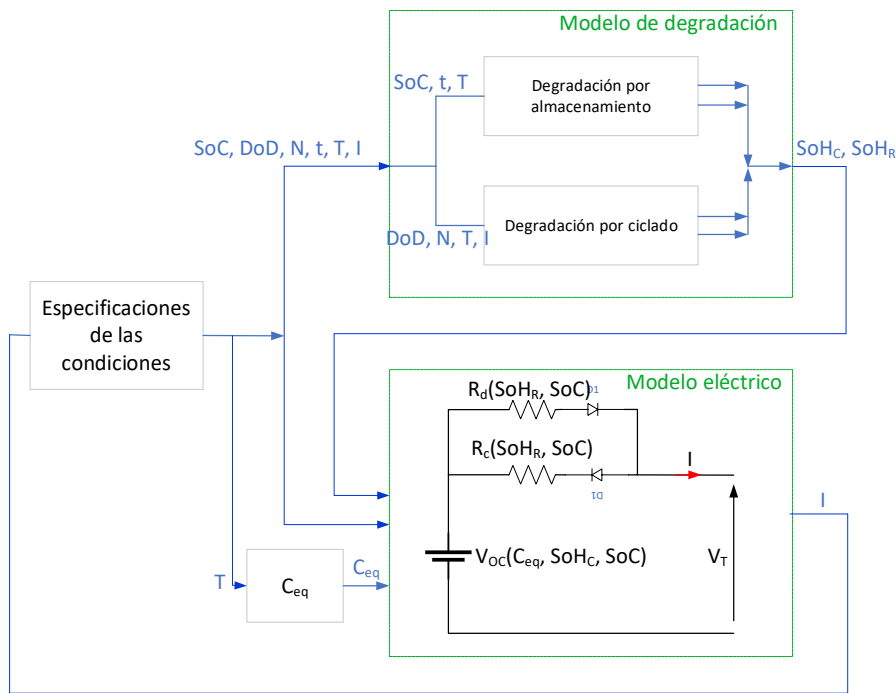 Modelo de degradación
SoC, t, T
Degradación por
almacenamiento
SoC, DoD, N, t, T, I
SoH_C, SoH_R
DoD, N, T, I
Degradación por ciclado
Especificaciones
de las
condiciones
Modelo eléctrico
R_d(SoH_R, SoC)
D1
R_c(SoH_R, SoC)
I
D1
I
V_OC(C_eq, SoH_C, SoC)
V_T
T
C_eq
C_eq